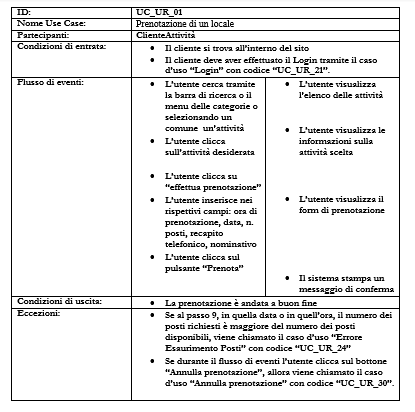 ID: UC_UR_01
Nome Use Case: Prenotazione di un locale
Partecipanti: ClienteAttività
Condizioni di entrata: • Il cliente si trova all'interno del sito
• Il cliente deve aver effettuato il Login tramite il caso
d'uso "Login" con codice "UC_UR_21".
Flusso di eventi:
• L'utente cerca tramite
la barra di ricerca o il
menu delle categorie o
selezionando un
comune un'attività
• L'utente clicca
sull'attività desiderata
• L'utente clicca su
"effettua prenotazione"
• L'utente inserisce nei
rispettivi campi: ora di
prenotazione, data, n.
posti, recapito
telefonico, nominativo
• L'utente clicca sul
pulsante "Prenota"
• L'utente visualizza
l'elenco delle attività
• L'utente visualizza le
informazioni sulla
attività scelta
• L'utente visualizza il
form di prenotazione
• Il sistema stampa un
messaggio di conferma
Condizioni di uscita: • La prenotazione è andata a buon fine
Eccezioni: • Se al passo 9, in quella data o in quell'ora, il numero dei
posti richiesti è maggiore del numero dei posti
disponibili, viene chiamato il caso d'uso "Errore
Esaurimento Posti" con codice "UC_UR_24"
• Se durante il flusso di eventi l'utente clicca sul bottone
"Annulla prenotazione", allora viene chiamato il caso
d'uso "Annulla prenotazione" con codice "UC_UR_30".